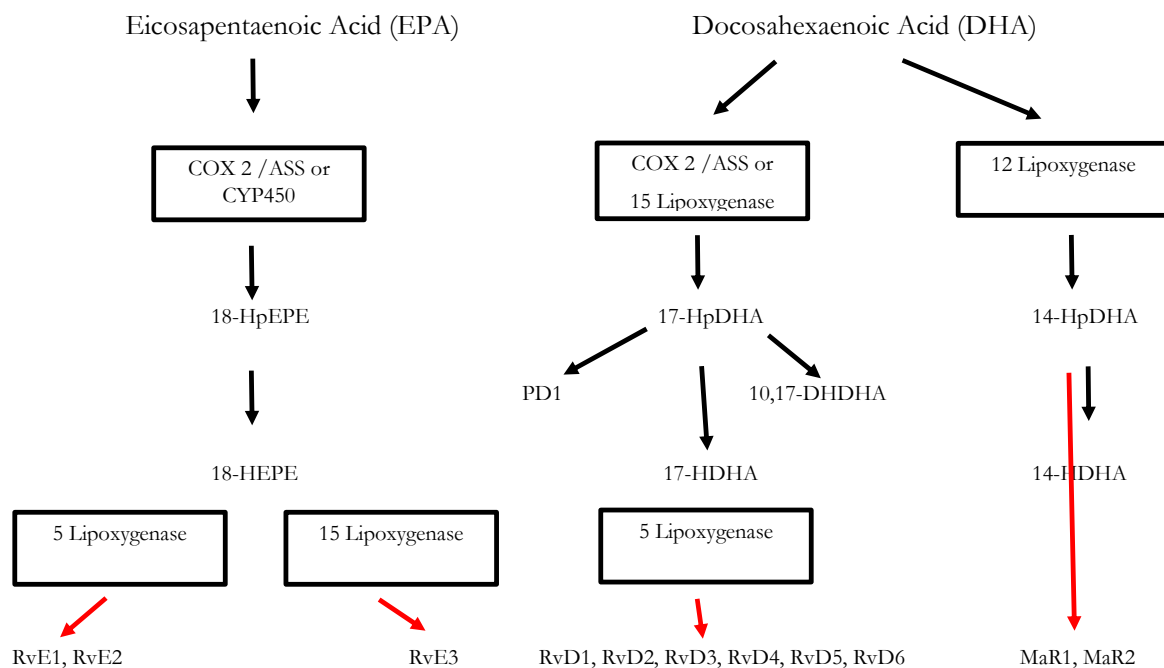 Eicosapentaenoic Acid (EPA)
Docosahexaenoic Acid (DHA)
COX 2 /ASS or
CYP450
COX 2 /ASS or
15 Lipoxygenase
12 Lipoxygenase
18-HpEPE
17-HpDHA
14-HpDHA
PD1
10,17-DHDHA
18-HEPE
17-HDHA
14-HDHA
5 Lipoxygenase
15 Lipoxygenase
5 Lipoxygenase
RvE1, RvE2
RvE3
RvD1, RvD2, RvD3, RvD4, RvD5, RvD6
MaR1, MaR2